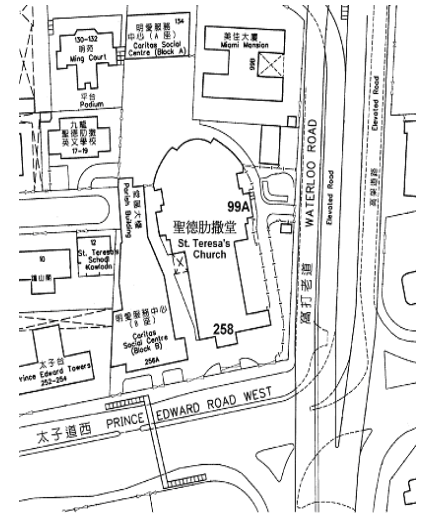 130-132
明苑
Ming Court
134
明愛服務
中心(A座)
Caritas Social
Centre (Block A)
美佳大廈
Miami Mansion
99D
平台
Podium
九龍
聖德肋撒
英文學校
17-19
Elevated Road
WATERLOO ROAD
Elevated Road
窩打老道
99A
聖德肋撒堂
St. Teresa's
Church
Parish Building
12
St. Teresa's
School
Kowloon
10
明愛服務中心
(B座)
Caritas
Social Centre
(Block B)
256A
258
太子台
Prince Edward Towers
252-254
太子道西 PRINCE EDWARD ROAD WEST